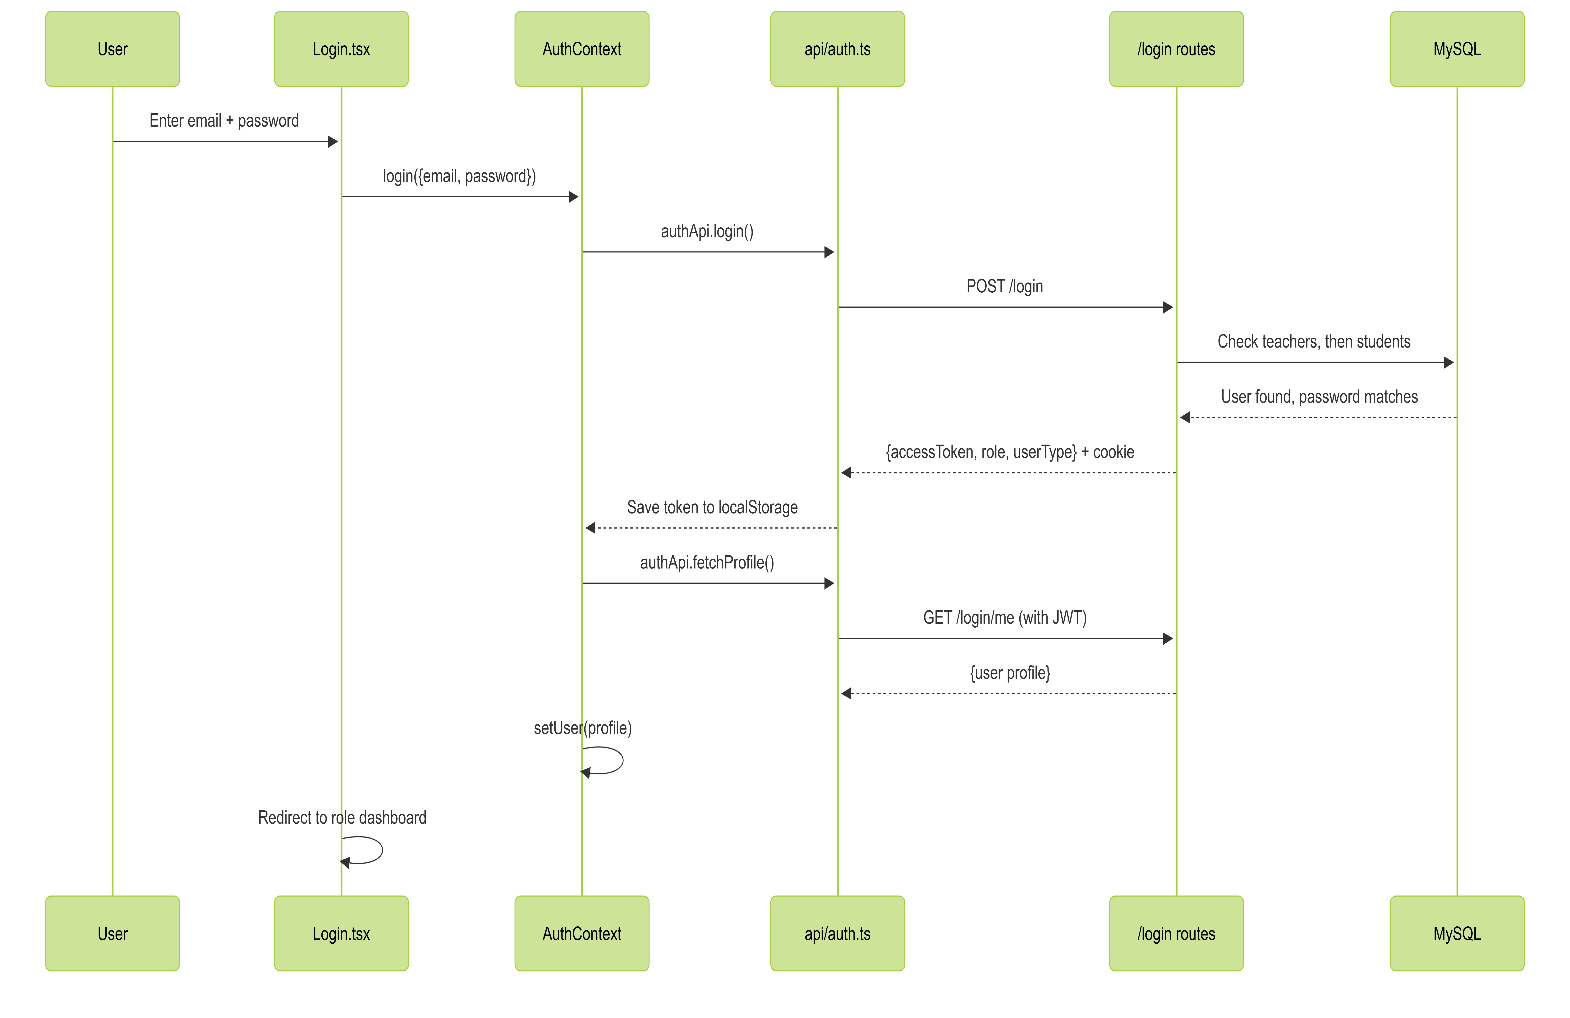 User
Login.tsx
AuthContext
api/auth.ts
/login routes
MySQL
Enter email + password
login({email, password})
authApi.login()
POST /login
Check teachers, then students
User found, password matches
{accessToken, role, userType} + cookie
Save token to localStorage
authApi.fetchProfile()
GET /login/me (with JWT)
{user profile}
setUser(profile)
Redirect to role dashboard
User
Login.tsx
AuthContext
api/auth.ts
/login routes
MySQL